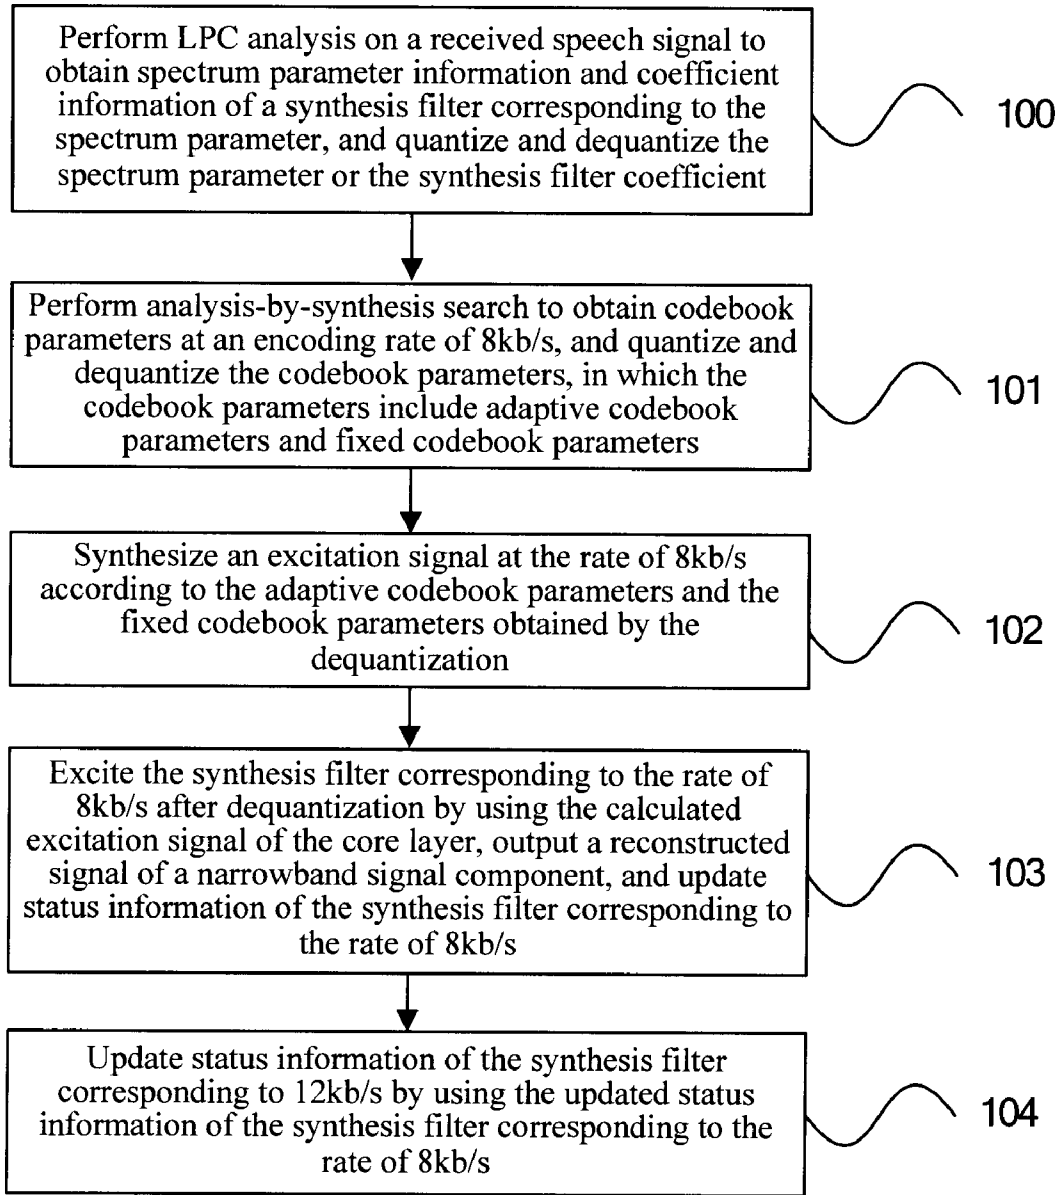 Perform LPC analysis on a received speech signal to
obtain spectrum parameter information and coefficient
information of a synthesis filter corresponding to the
spectrum parameter, and quantize and dequantize the
spectrum parameter or the synthesis filter coefficient
100
Perform analysis-by-synthesis search to obtain codebook
parameters at an encoding rate of 8kb/s, and quantize and
dequantize the codebook parameters, in which the
codebook parameters include adaptive codebook
parameters and fixed codebook parameters
101
Synthesize an excitation signal at the rate of 8kb/s
according to the adaptive codebook parameters and the
fixed codebook parameters obtained by the
dequantization
102
Excite the synthesis filter corresponding to the rate of
8kb/s after dequantization by using the calculated
excitation signal of the core layer, output a reconstructed
signal of a narrowband signal component, and update
status information of the synthesis filter corresponding to
the rate of 8kb/s
103
Update status information of the synthesis filter
corresponding to 12kb/s by using the updated status
information of the synthesis filter corresponding to the
rate of 8kb/s
104